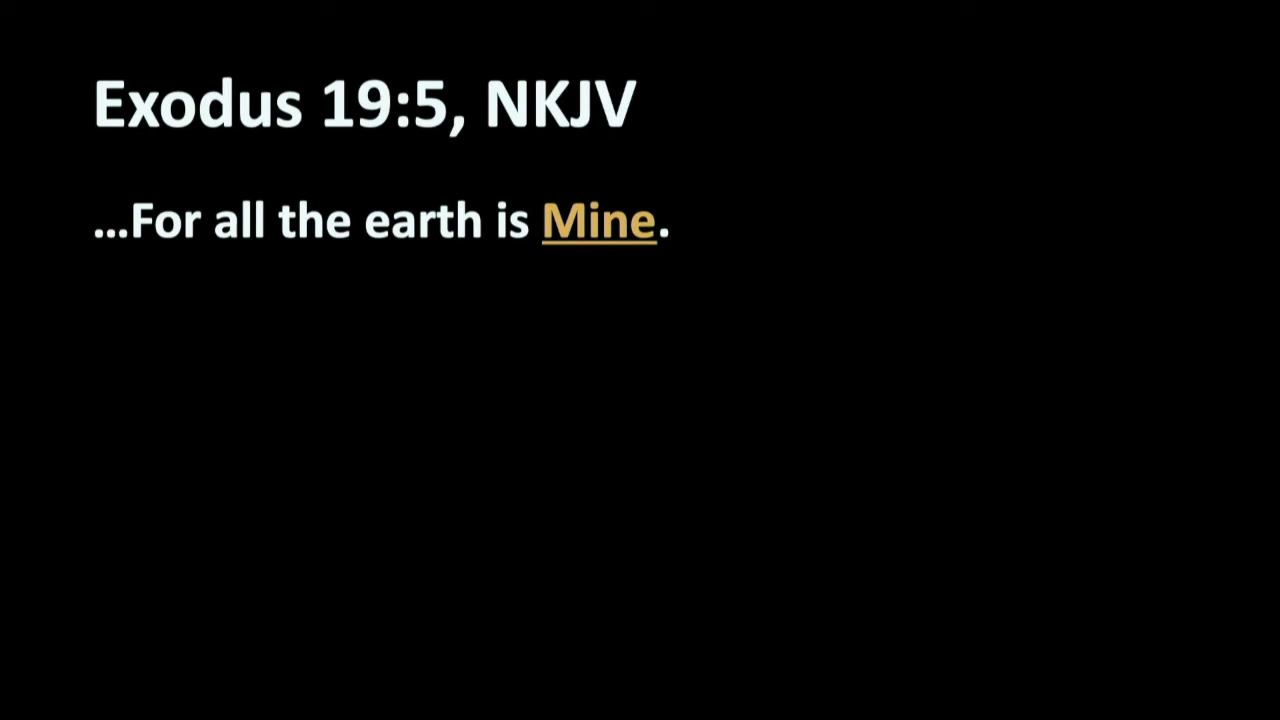 Exodus 19:5, NKJV
…For all the earth is Mine.